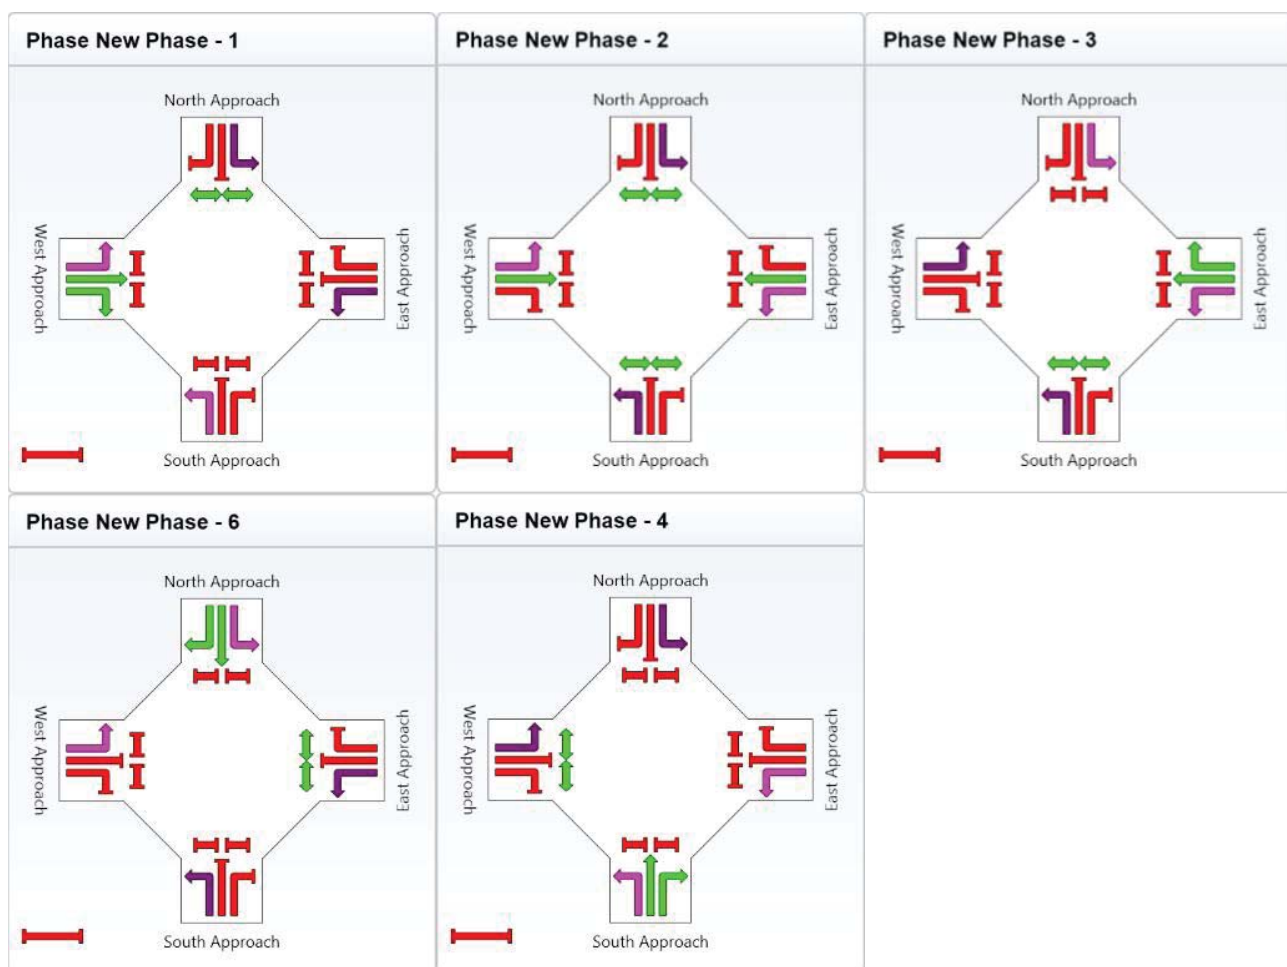 Phase New Phase - 1
North Approach
West Approach
East Approach
South Approach
Phase New Phase - 2
North Approach
West Approach
East Approach
South Approach
Phase New Phase - 3
North Approach
West Approach
East Approach
South Approach
Phase New Phase - 6
North Approach
West Approach
East Approach
South Approach
Phase New Phase - 4
North Approach
West Approach
East Approach
South Approach